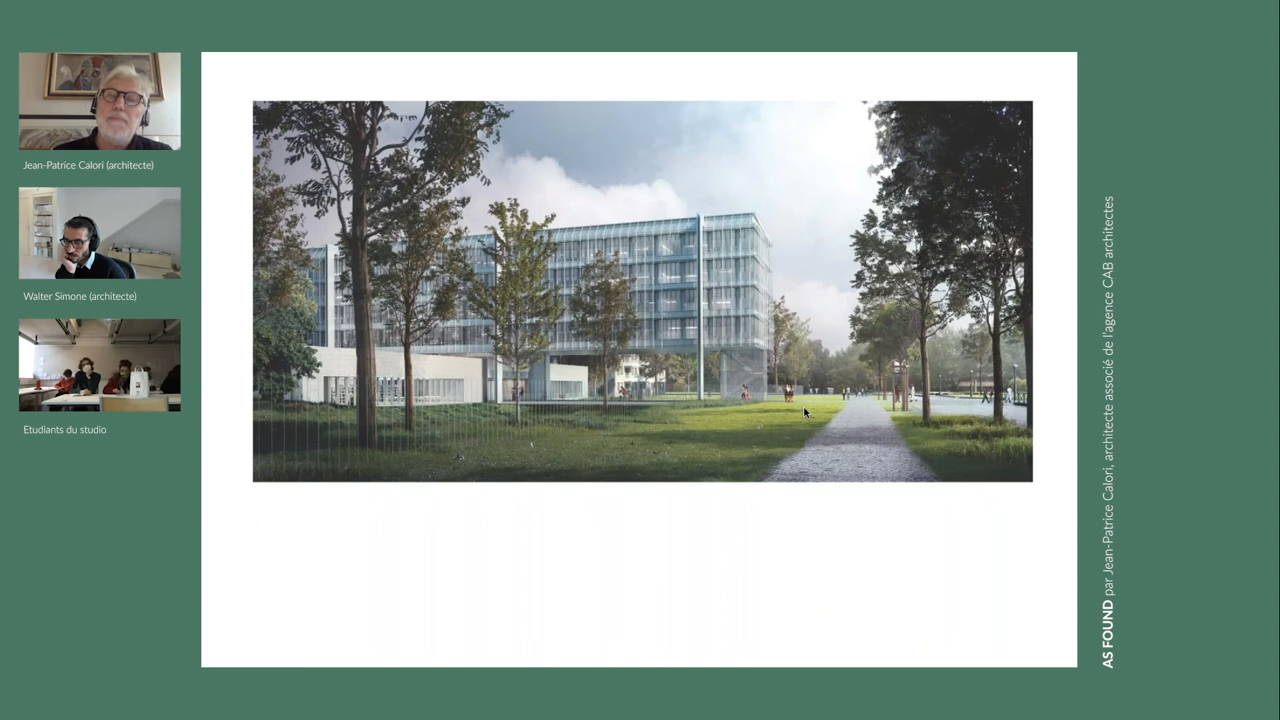 Jean-Patrice Calori (architecte)
Walter Simone (architecte)
Etudiants du studio
AS FOUND par Jean-Patrice Calori, architecte associé de l'agence CAB architectes